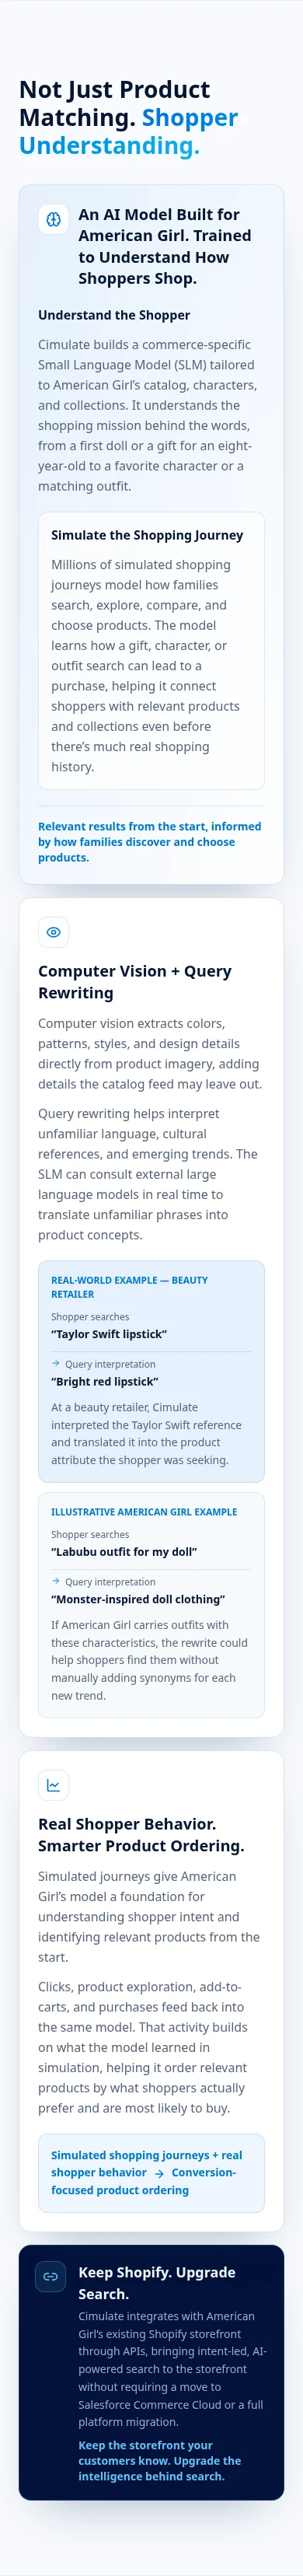 Not Just Product
Matching. Shopper
Understanding.
An AI Model Built for
American Girl. Trained
to Understand How
Shoppers Shop.
Understand the Shopper
Cimulate builds a commerce-specific
Small Language Model (SLM) tailored
to American Girl’s catalog, characters,
and collections. It understands the
shopping mission behind the words,
from a first doll or a gift for an eight-
year-old to a favorite character or a
matching outfit.
Simulate the Shopping Journey
Millions of simulated shopping
journeys model how families
search, explore, compare, and
choose products. The model
learns how a gift, character, or
outfit search can lead to a
purchase, helping it connect
shoppers with relevant products
and collections even before
there’s much real shopping
history.
Relevant results from the start, informed
by how families discover and choose
products.
Computer Vision + Query
Rewriting
Computer vision extracts colors,
patterns, styles, and design details
directly from product imagery, adding
details the catalog feed may leave out.
Query rewriting helps interpret
unfamiliar language, cultural
references, and emerging trends. The
SLM can consult external large
language models in real time to
translate unfamiliar phrases into
product concepts.
REAL-WORLD EXAMPLE — BEAUTY
RETAILER
Shopper searches
“Taylor Swift lipstick”
→ Query interpretation
“Bright red lipstick”
At a beauty retailer, Cimulate
interpreted the Taylor Swift reference
and translated it into the product
attribute the shopper was seeking.
ILLUSTRATIVE AMERICAN GIRL EXAMPLE
Shopper searches
“Labubu outfit for my doll”
→ Query interpretation
“Monster-inspired doll clothing”
If American Girl carries outfits with
these characteristics, the rewrite could
help shoppers find them without
manually adding synonyms for each
new trend.
Real Shopper Behavior.
Smarter Product Ordering.
Simulated journeys give American
Girl’s model a foundation for
understanding shopper intent and
identifying relevant products from the
start.
Clicks, product exploration, add-to-
carts, and purchases feed back into
the same model. That activity builds
on what the model learned in
simulation, helping it order relevant
products by what shoppers actually
prefer and are most likely to buy.
Simulated shopping journeys + real
shopper behavior → Conversion-
focused product ordering
Keep Shopify. Upgrade
Search.
Cimulate integrates with American
Girl’s existing Shopify storefront
through APIs, bringing intent-led, AI-
powered search to the storefront
without requiring a move to
Salesforce Commerce Cloud or a full
platform migration.
Keep the storefront your
customers know. Upgrade the
intelligence behind search.